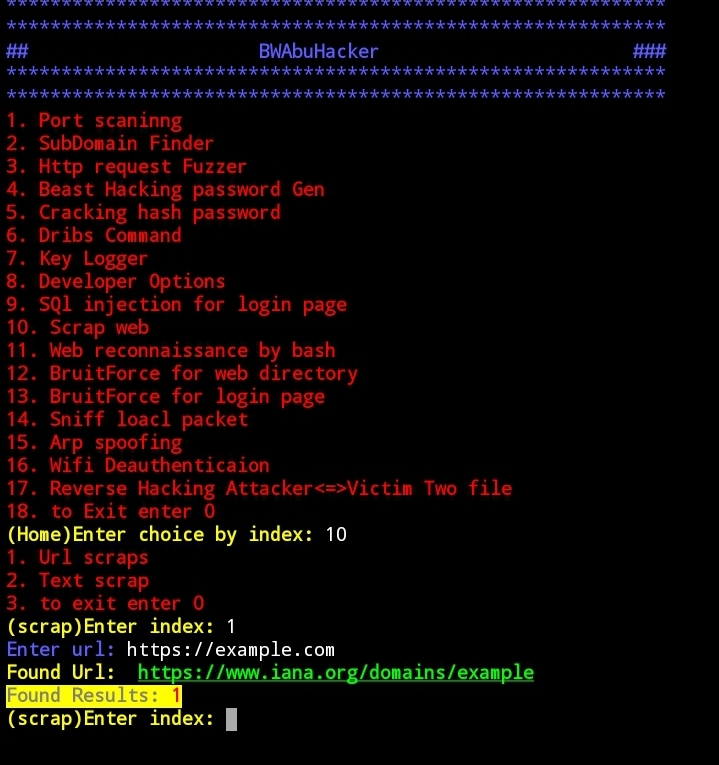 ************************************************************
************************************************************
## BWAbuHacker ###
************************************************************
************************************************************
1. Port scaninng
2. SubDomain Finder
3. Http request Fuzzer
4. Beast Hacking password Gen
5. Cracking hash password
6. Dribs Command
7. Key Logger
8. Developer Options
9. SQl injection for login page
10. Scrap web
11. Web reconnaissance by bash
12. BruitForce for web directory
13. BruitForce for login page
14. Sniff loacl packet
15. Arp spoofing
16. Wifi Deauthenticaion
17. Reverse Hacking Attacker<=>Victim Two file
18. to Exit enter 0
(Home)Enter choice by index: 10
1. Url scraps
2. Text scrap
3. to exit enter 0
(scrap)Enter index: 1
Enter url: https://example.com
Found Url: https://www.iana.org/domains/example
Found Results: 1
(scrap)Enter index: